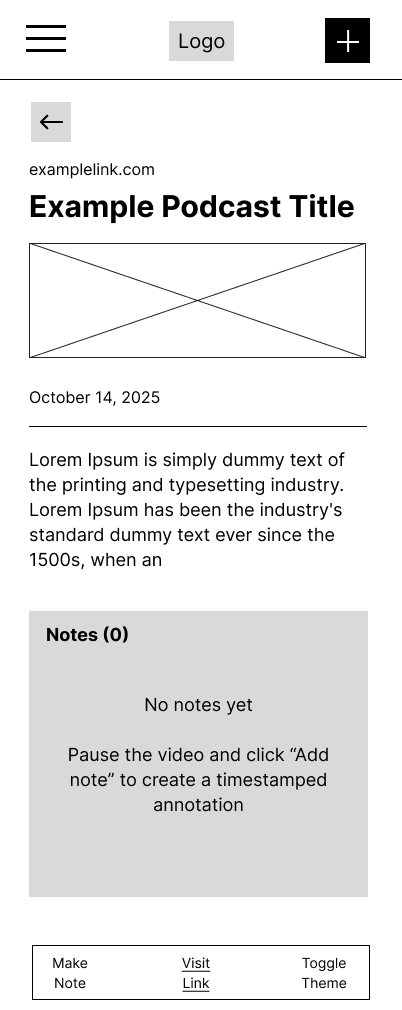 Logo
examplelink.com
Example Podcast Title
October 14, 2025
Lorem Ipsum is simply dummy text of
the printing and typesetting industry.
Lorem Ipsum has been the industry's
standard dummy text ever since the
1500s, when an
Notes (0)
No notes yet
Pause the video and click “Add
note” to create a timestamped
annotation
Make
Note
Visit
Link
Toggle
Theme